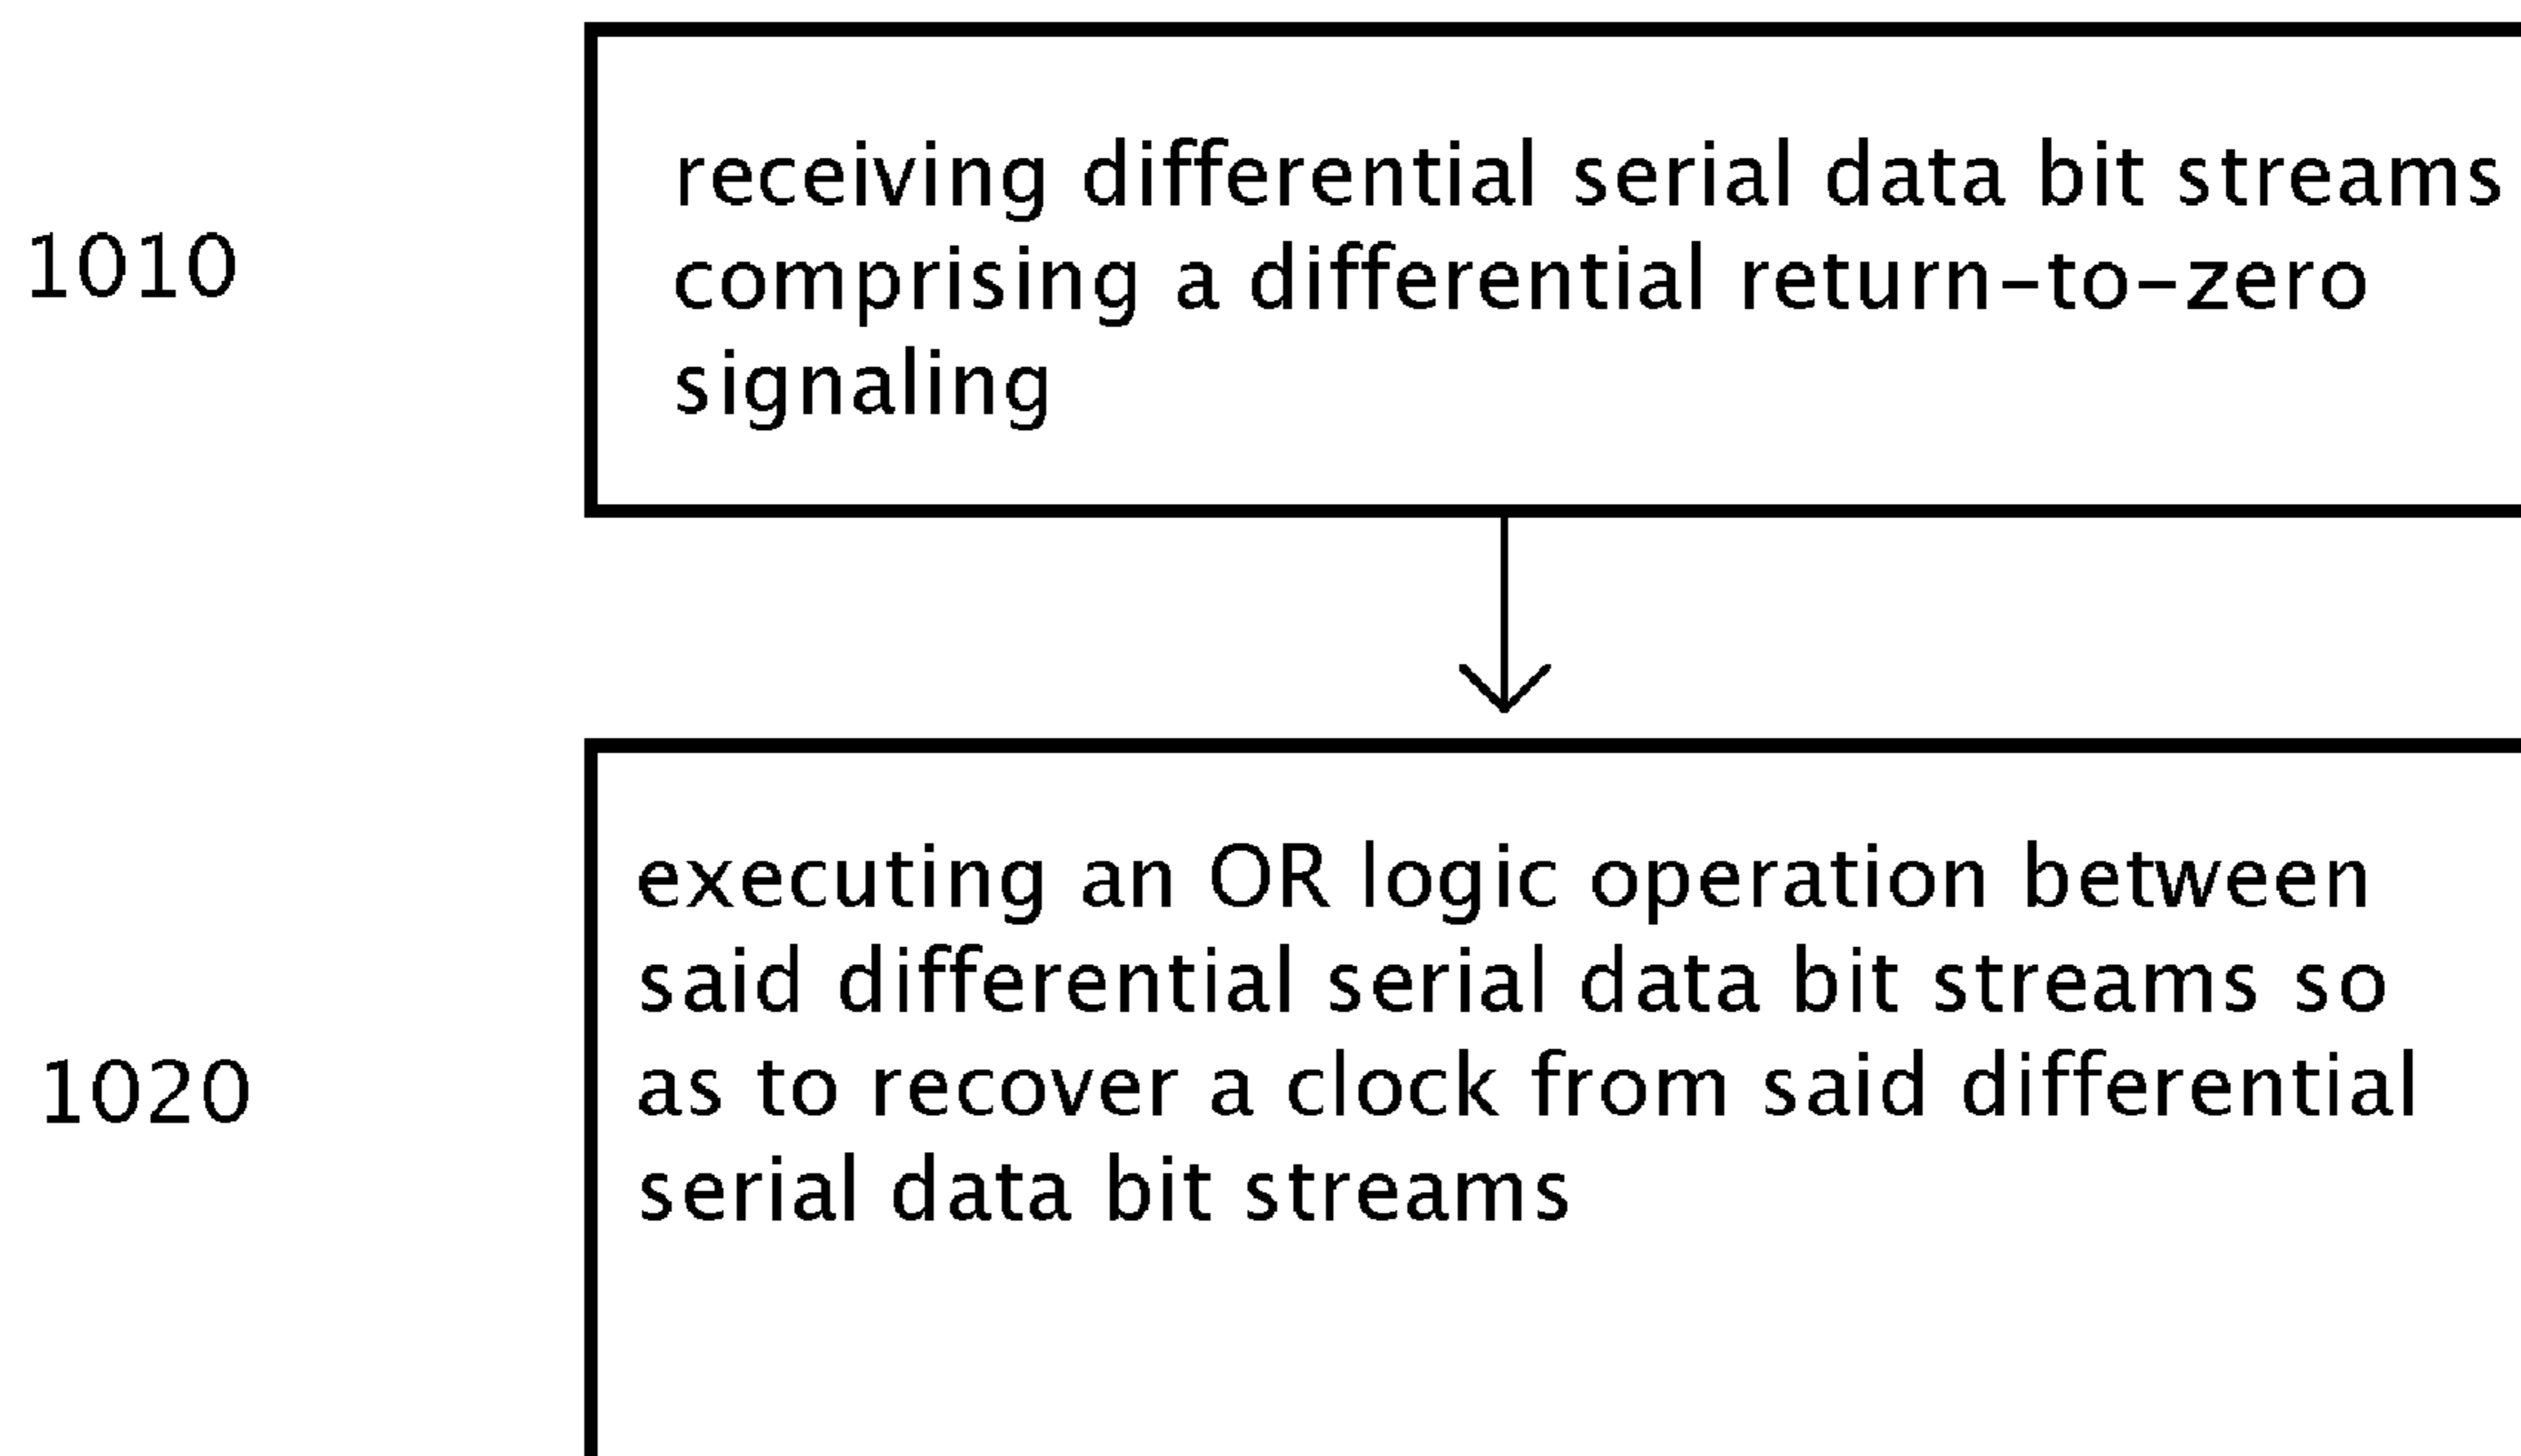 receiving differential serial data bit streams
1010
comprising a differential return-to-zero
signaling
executing an OR logic operation between
said differential serial data bit streams so
1020
as to recover a clock from said differential
serial data bit streams